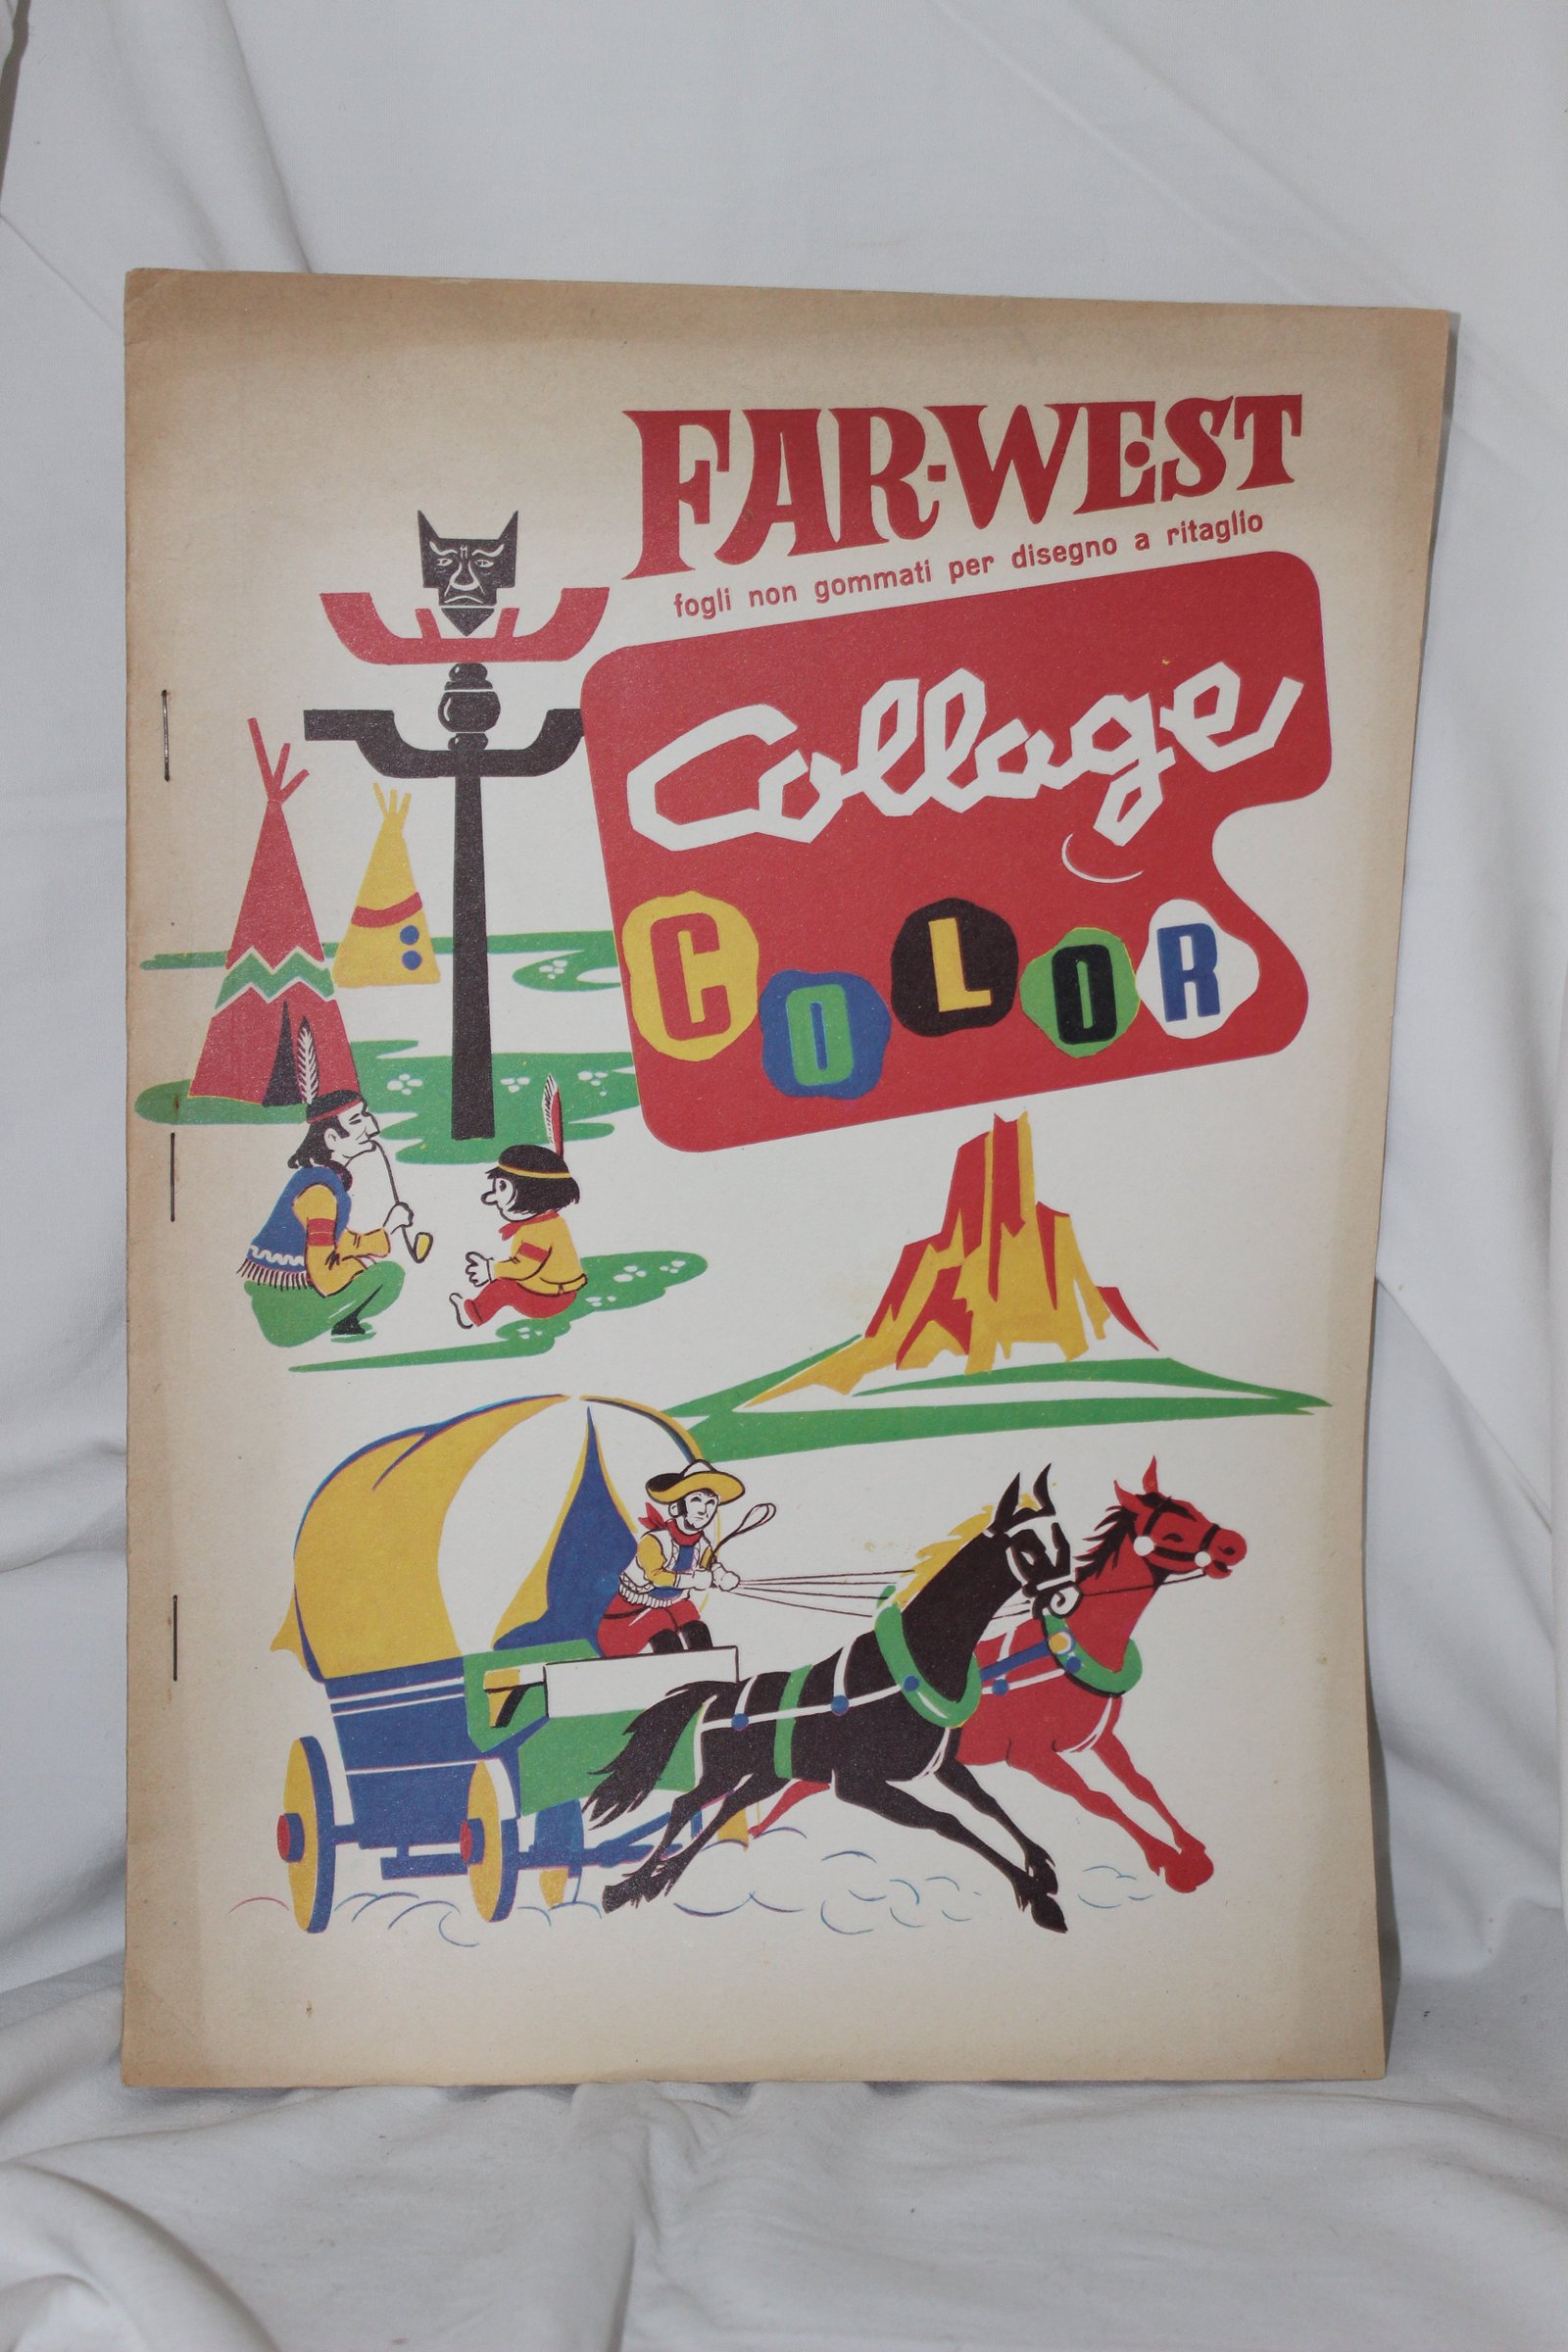 FAR-WEST
fogli non gommati per disegno a ritaglio
Collage
COLOR